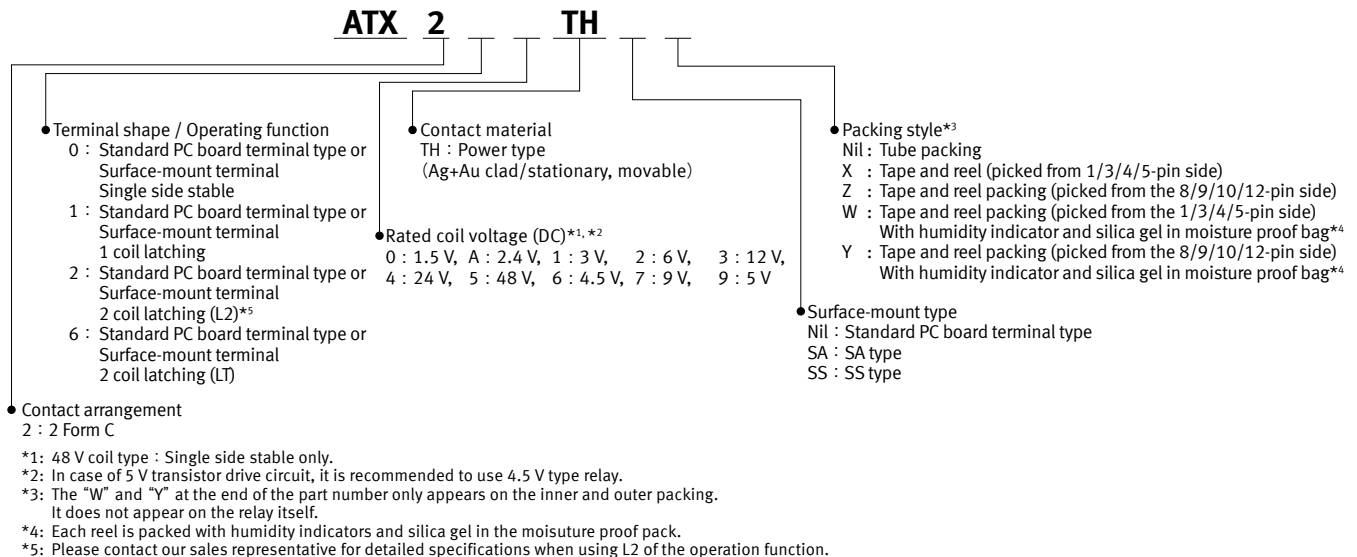 ATX 2 _ _ TH _ _
Terminal shape / Operating function
0 : Standard PC board terminal type or
Surface-mount terminal
Single side stable
1 : Standard PC board terminal type or
Surface-mount terminal
1 coil latching
2 : Standard PC board terminal type or
Surface-mount terminal
2 coil latching (L2)*5
6 : Standard PC board terminal type or
Surface-mount terminal
2 coil latching (LT)
Contact material
TH : Power type
(Ag+Au clad/stationary, movable)
Rated coil voltage (DC)*1, *2
0 : 1.5 V, A : 2.4 V, 1 : 3 V, 2 : 6 V, 3 : 12 V,
4 : 24 V, 5 : 48 V, 6 : 4.5 V, 7 : 9 V, 9 : 5 V
Packing style*3
Nil : Tube packing
X : Tape and reel (picked from 1/3/4/5-pin side)
Z : Tape and reel packing (picked from the 8/9/10/12-pin side)
W : Tape and reel packing (picked from the 1/3/4/5-pin side)
With humidity indicator and silica gel in moisture proof bag*4
Y : Tape and reel packing (picked from the 8/9/10/12-pin side)
With humidity indicator and silica gel in moisture proof bag*4
Surface-mount type
Nil : Standard PC board terminal type
SA : SA type
SS : SS type
Contact arrangement
2 : 2 Form C
*1: 48 V coil type : Single side stable only.
*2: In case of 5 V transistor drive circuit, it is recommended to use 4.5 V type relay.
*3: The “W” and “Y” at the end of the part number only appears on the inner and outer packing.
It does not appear on the relay itself.
*4: Each reel is packed with humidity indicators and silica gel in the moisuture proof pack.
*5: Please contact our sales representative for detailed specifications when using L2 of the operation function.